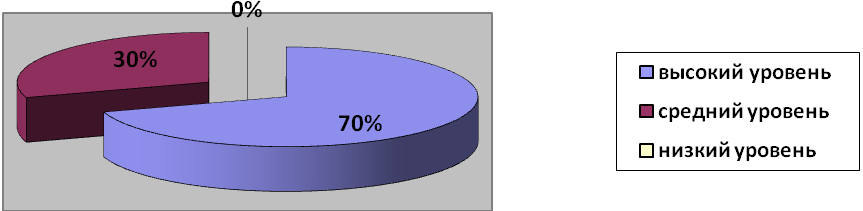 0%
30%
70%
высокий уровень
средний уровень
низкий уровень